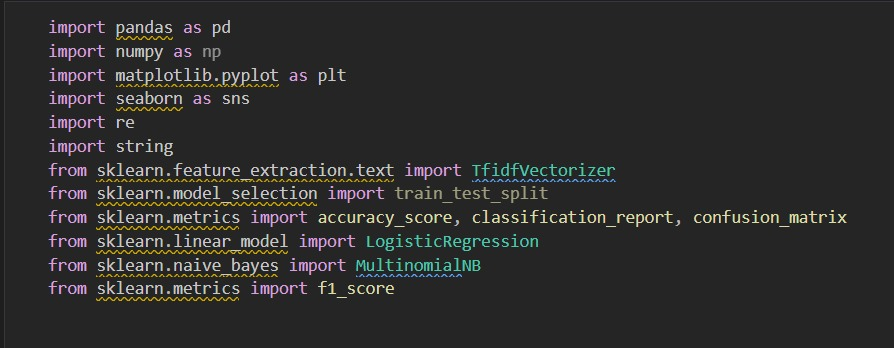 import pandas as pd
import numpy as np
import matplotlib.pyplot as plt
import seaborn as sns
import re
import string
from sklearn.feature_extraction.text import TfidfVectorizer
from sklearn.model_selection import train_test_split
from sklearn.metrics import accuracy_score, classification_report, confusion_matrix
from sklearn.linear_model import LogisticRegression
from sklearn.naive_bayes import MultinomialNB
from sklearn.metrics import f1_score